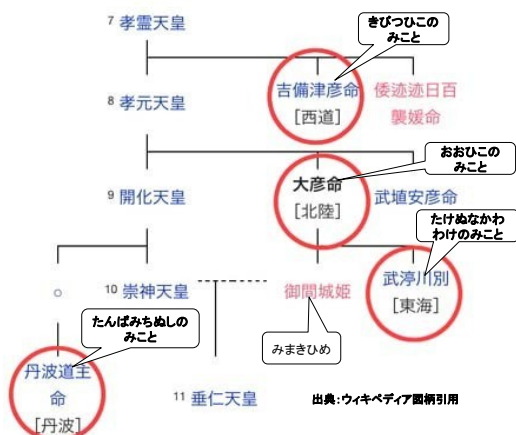 7 孝霊天皇
きびつひこの
みこと
吉備津彦命
[西道]
倭迹迹日百
襲媛命
8 孝元天皇
おおひこの
みこと
大彦命
[北陸]
武埴安彦命
9 開化天皇
たけぬなかわ
わけのみこと
武渟川別
[東海]
10 崇神天皇
御間城姫
みまきひめ
たんばみちぬしの
みこと
丹波道主
命
[丹波]
11 垂仁天皇
出典:ウィキペディア図柄引用